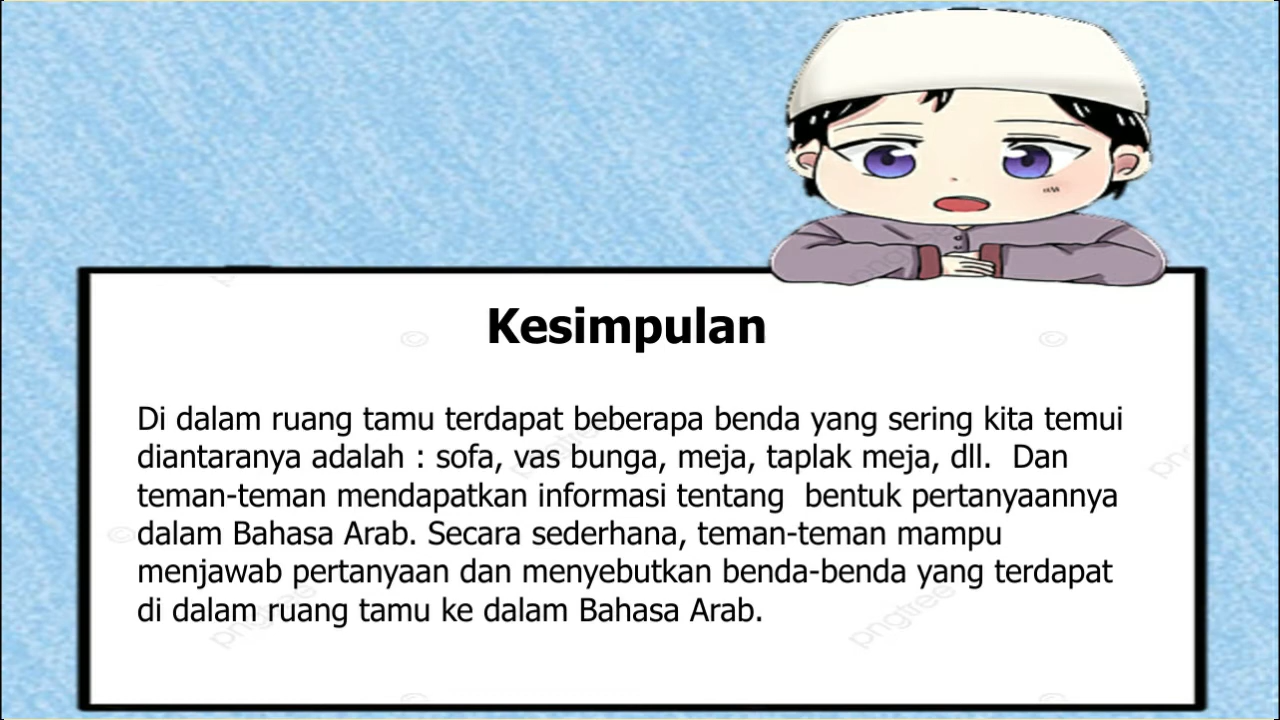 Kesimpulan
Di dalam ruang tamu terdapat beberapa benda yang sering kita temui
diantaranya adalah : sofa, vas bunga, meja, taplak meja, dll.  Dan
teman-teman mendapatkan informasi tentang  bentuk pertanyaannya
dalam Bahasa Arab. Secara sederhana, teman-teman mampu
menjawab pertanyaan dan menyebutkan benda-benda yang terdapat
di dalam ruang tamu ke dalam Bahasa Arab.
pngtree
pngtree